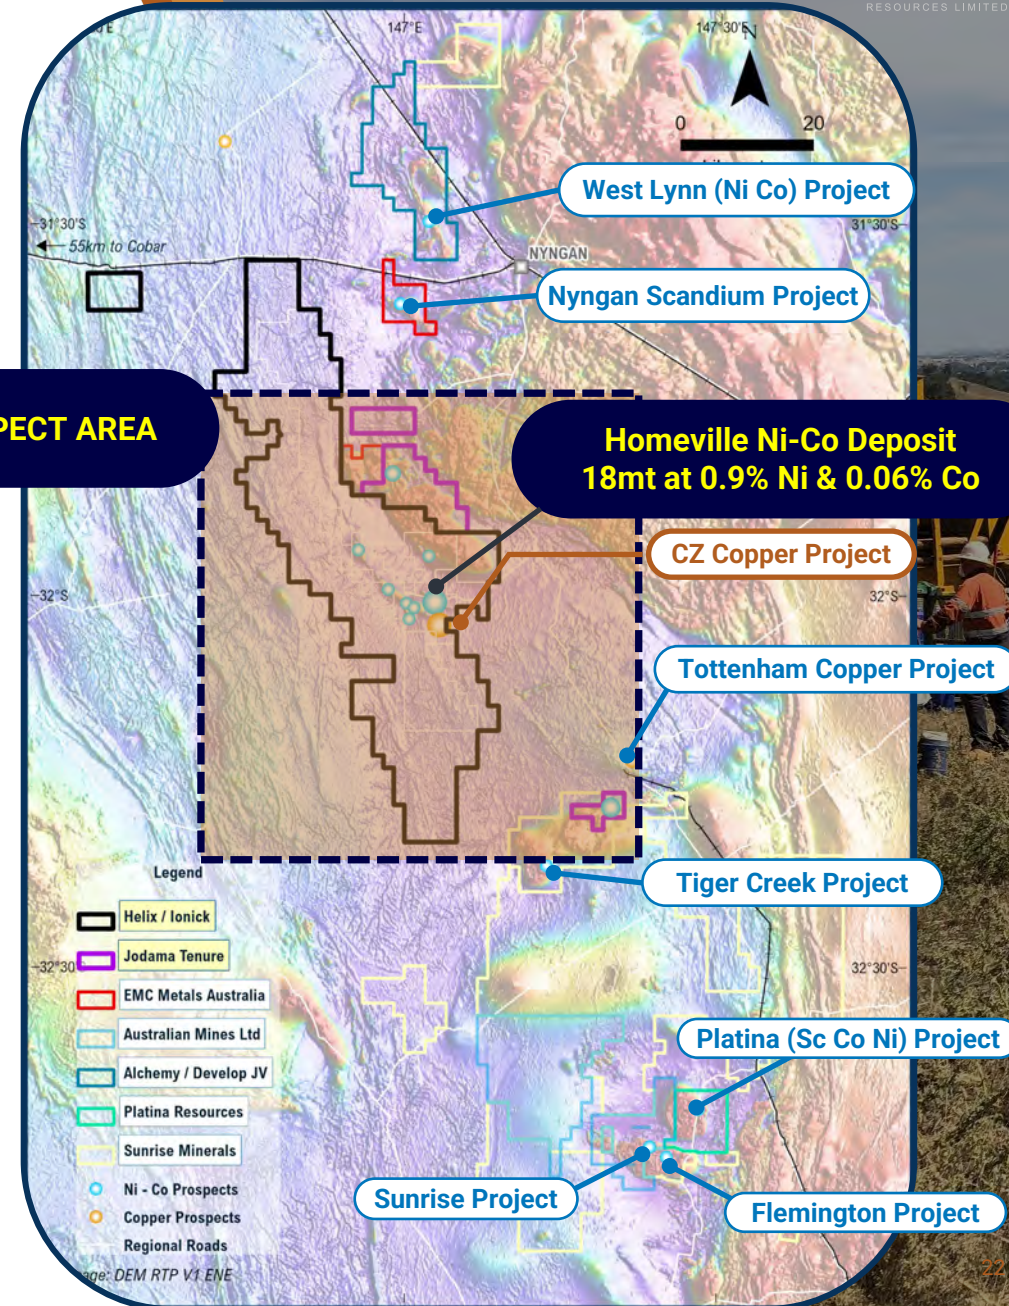 RESOURCES LIMITED
147°E
147°30'E
N
0 20
West Lynn (Ni Co) Project
31°30'S
31°30'S
55km to Cobar
NYNGAN
Nyngan Scandium Project
PECT AREA
Homeville Ni-Co Deposit
18mt at 0.9% Ni & 0.06% Co
CZ Copper Project
32°S
32°S
Tottenham Copper Project
Tiger Creek Project
Legend
Helix / Ionick
Jodama Tenure
32°30'
32°30'S
EMC Metals Australia
Australian Mines Ltd
Platina (Sc Co Ni) Project
Alchemy / Develop JV
Platina Resources
Sunrise Minerals
Ni - Co Prospects
Sunrise Project
Flemington Project
Copper Prospects
Regional Roads
age: DEM RTP V1 ENE
22